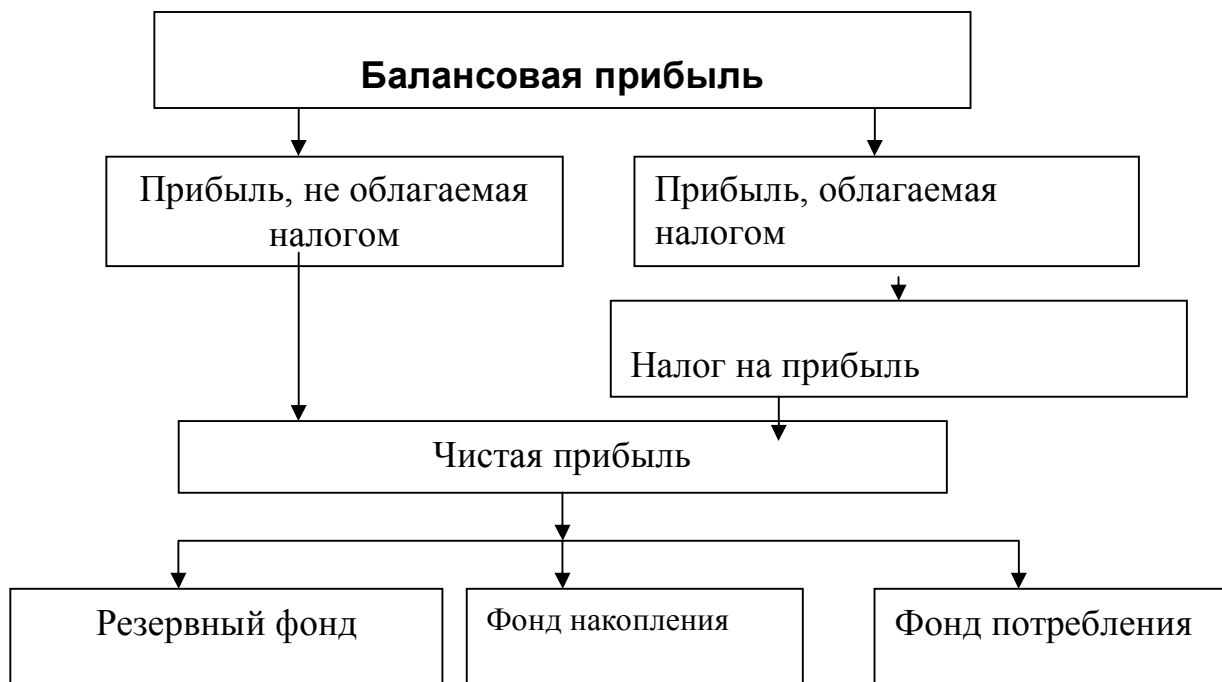 Балансовая прибыль
Прибыль, не облагаемая
налогом
Прибыль, облагаемая
налогом
Налог на прибыль
Чистая прибыль
Резервный фонд
Фонд накопления
Фонд потребления